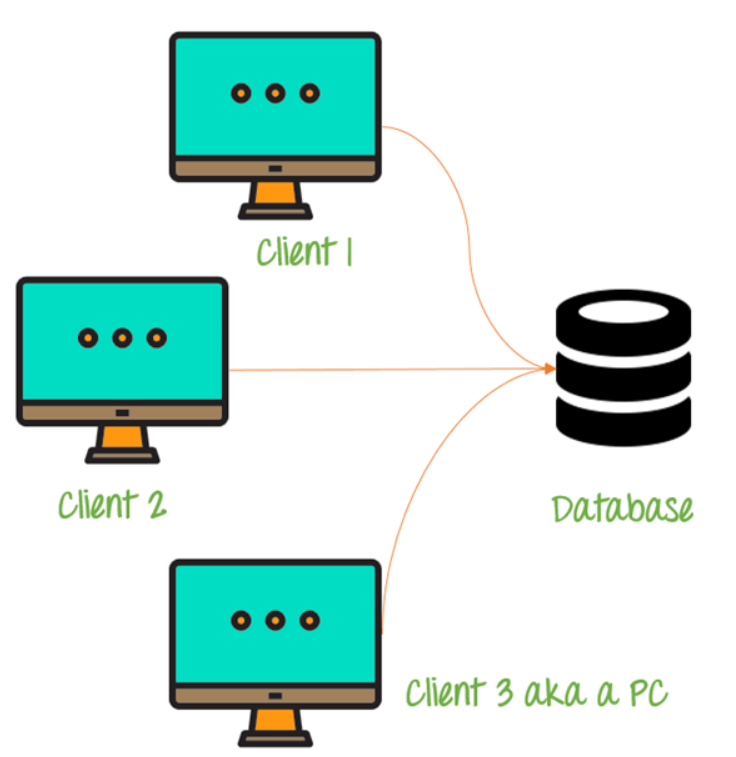 Client 1
Client 2
Database
Client 3 aka a PC